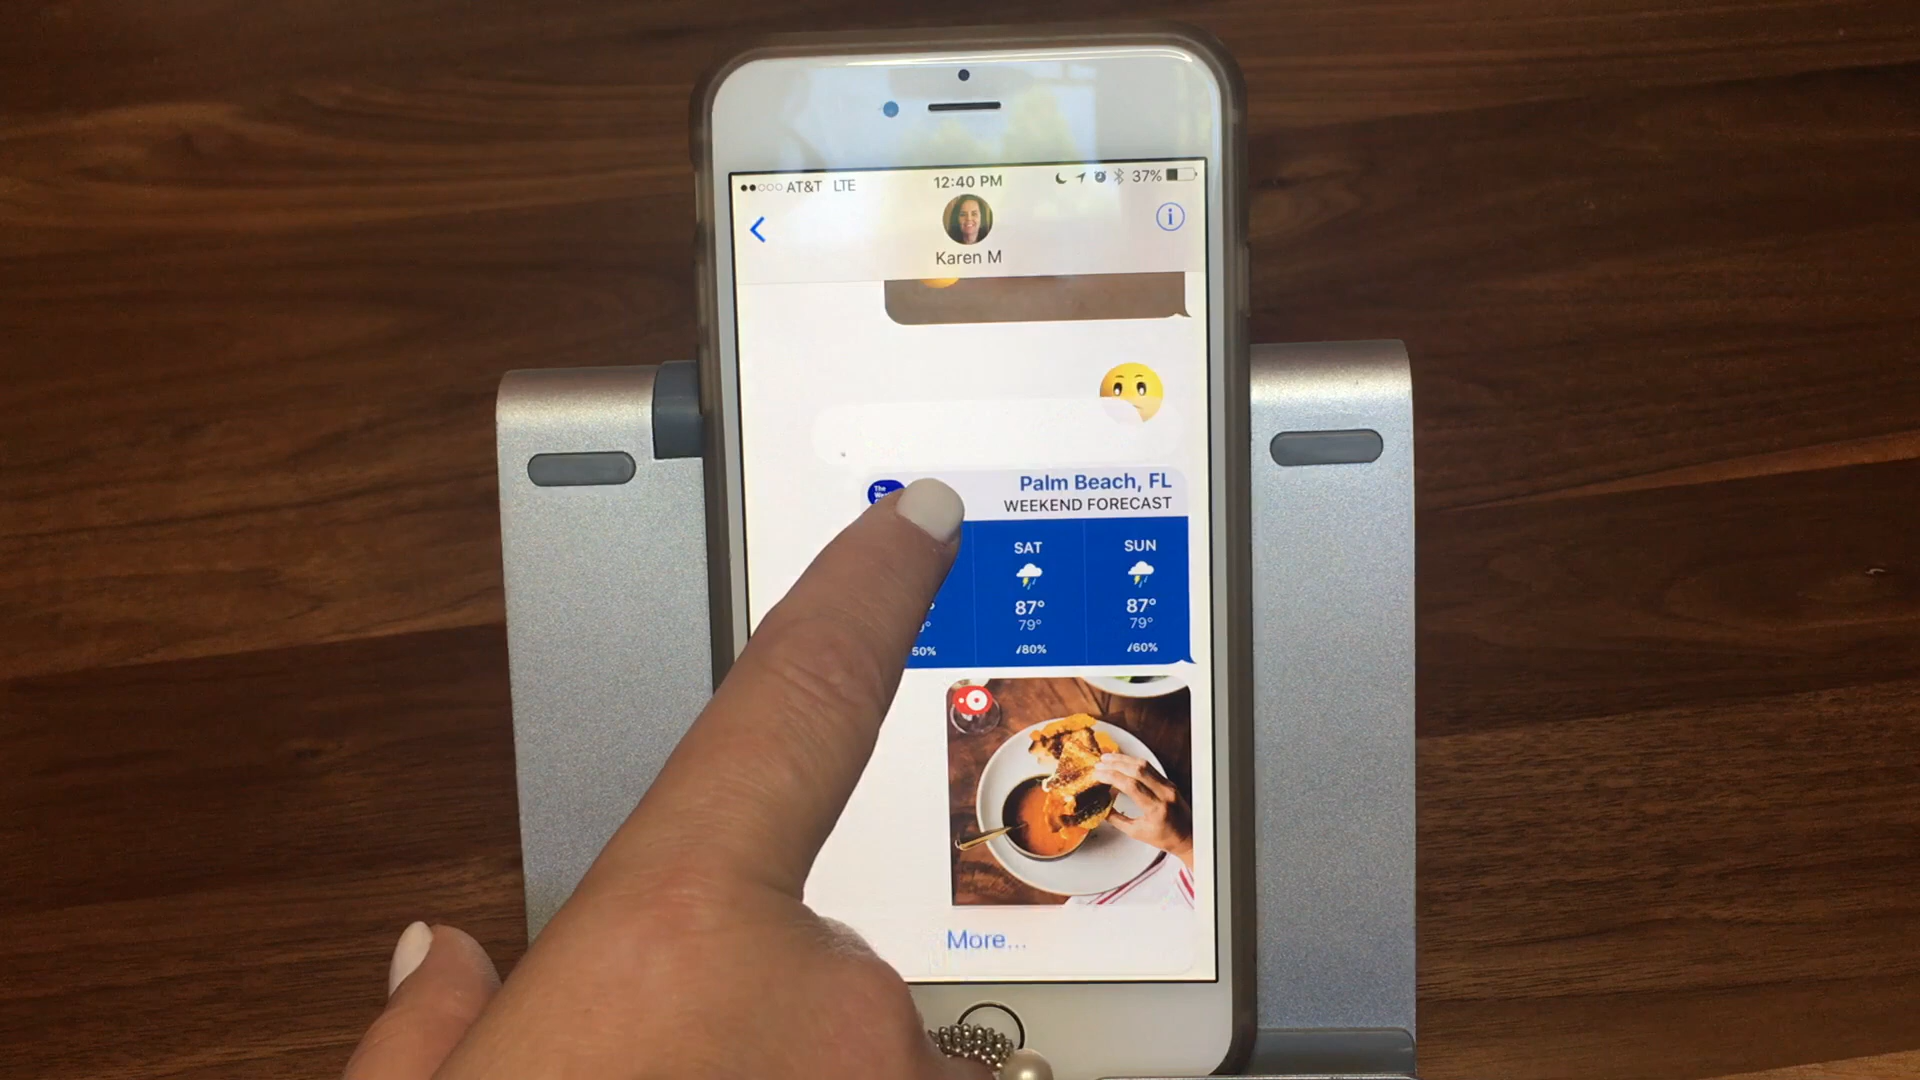 AT&T LTE 12:40 PM 37%
Karen M
The
Palm Beach, FL
WEEKEND FORECAST
SAT SUN
87° 87°
79° 79°
50% 80% 60%
More...